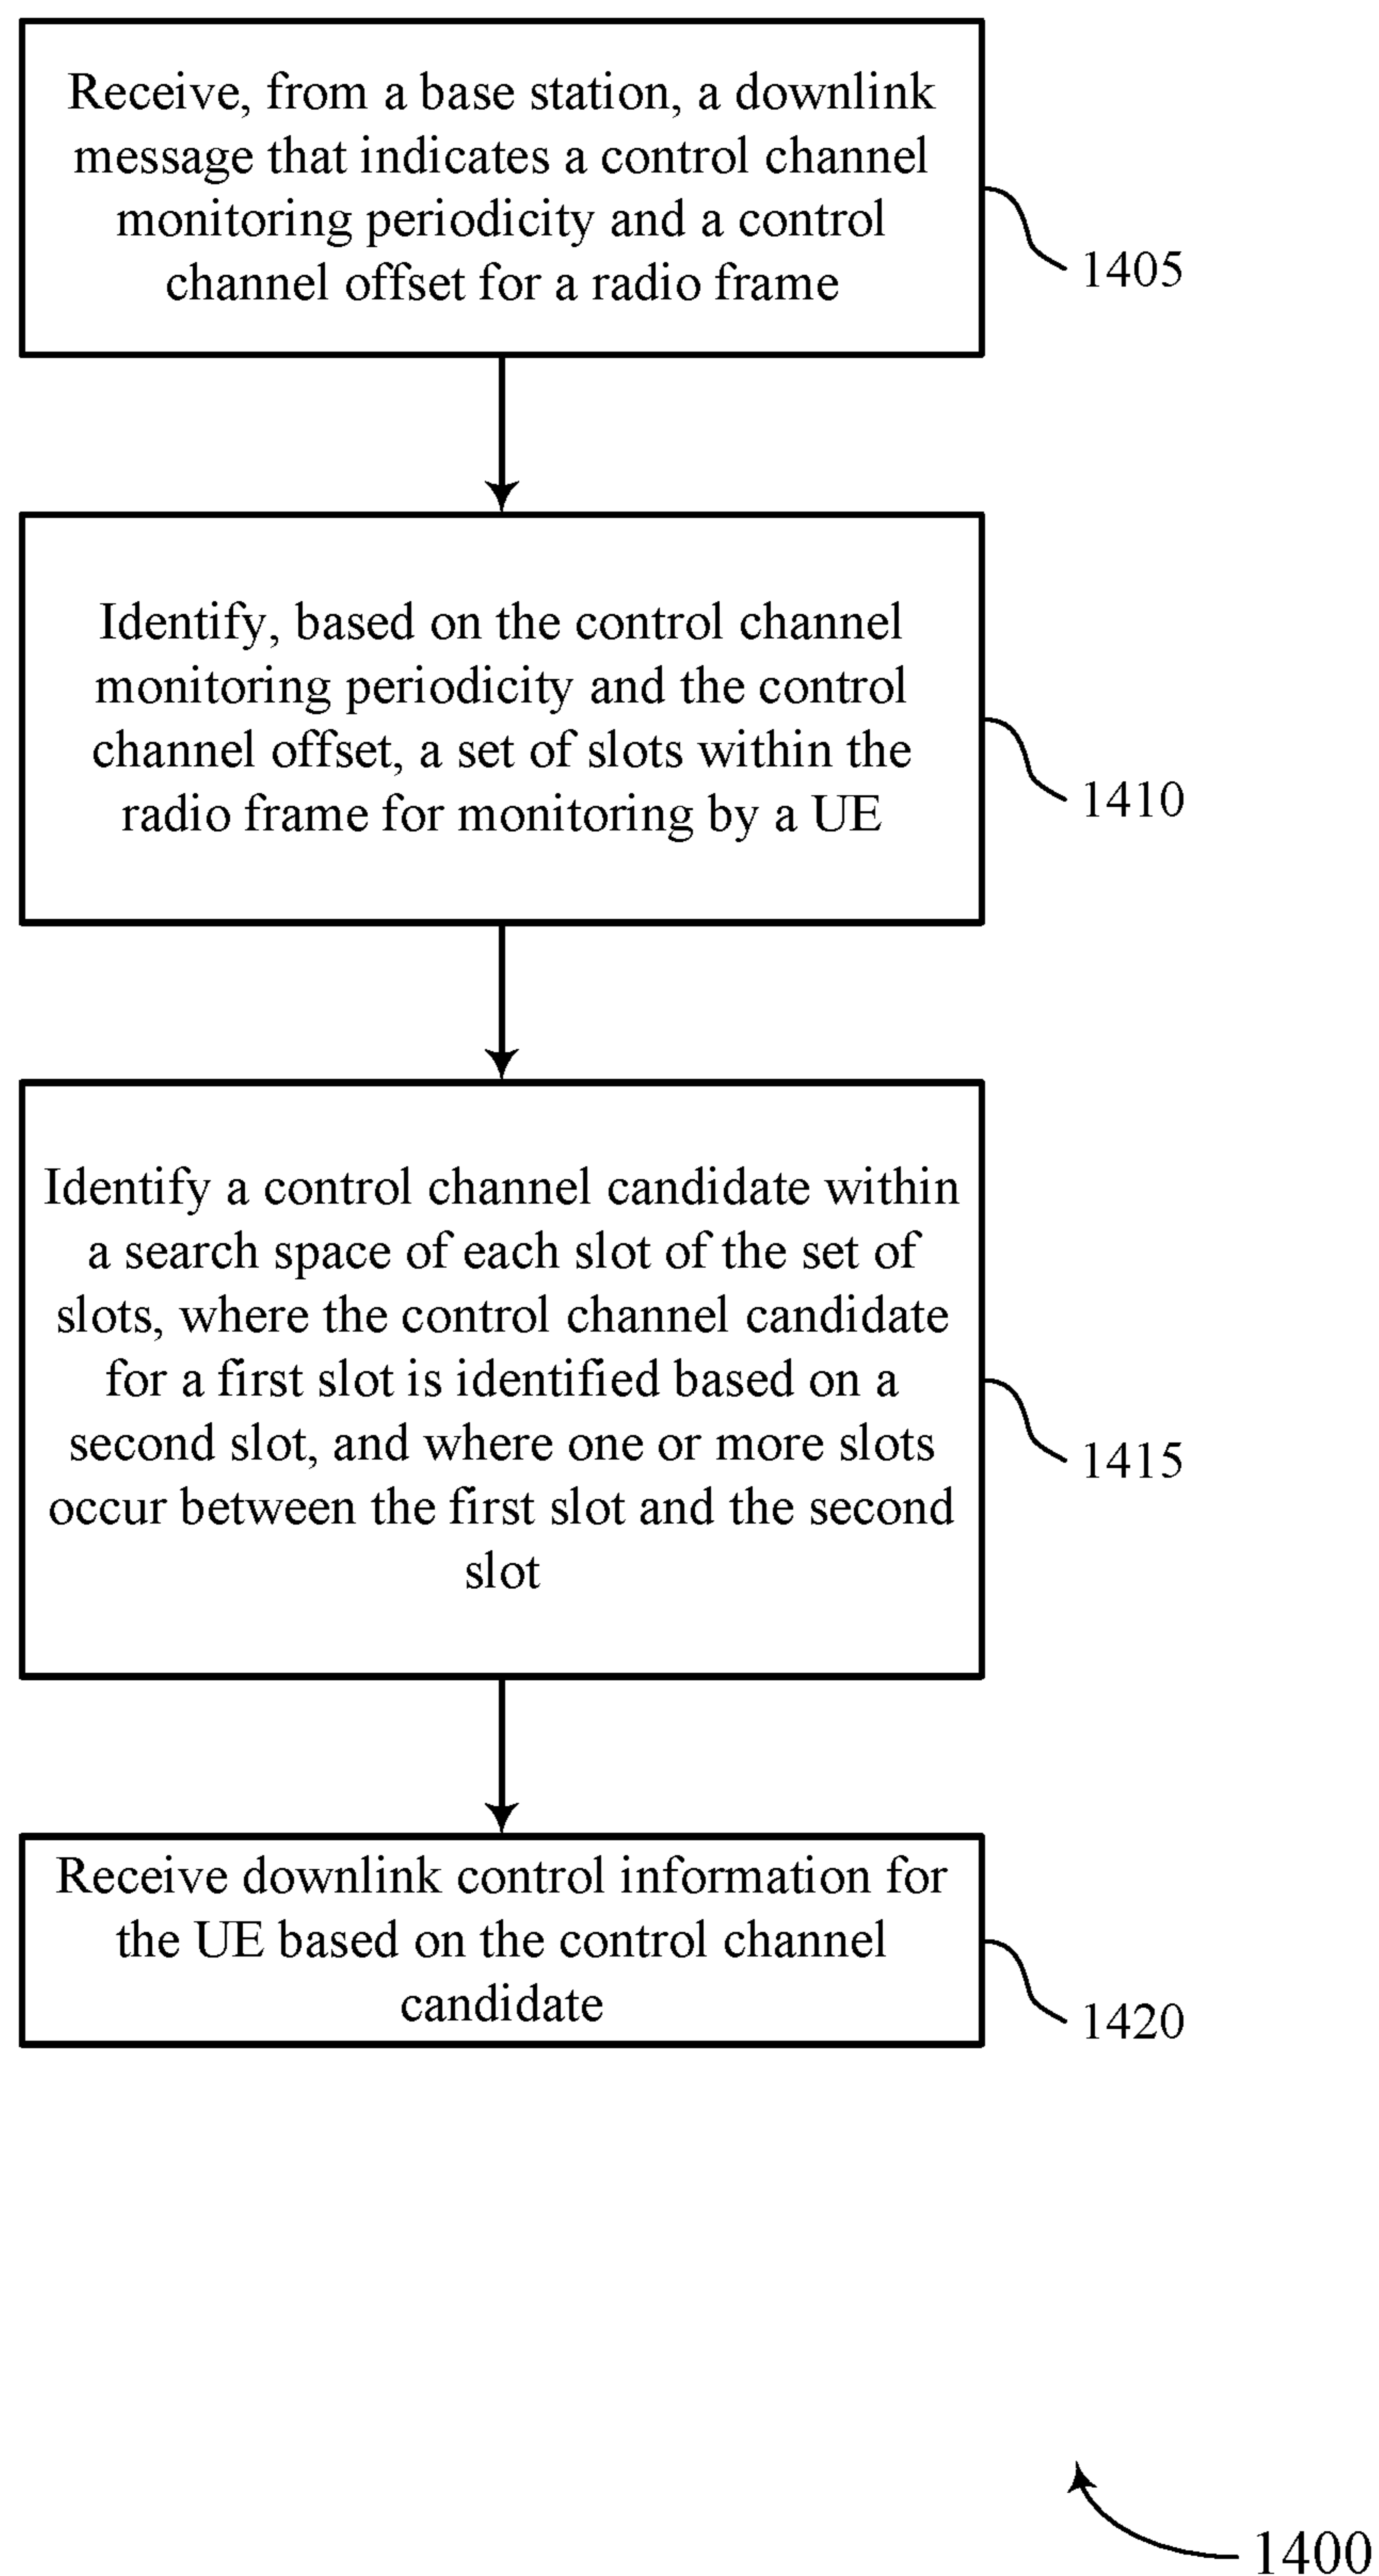 Receive, from a base station, a downlink
message that indicates a control channel
monitoring periodicity and a control
channel offset for a radio frame
1405
Identify, based on the control channel
monitoring periodicity and the control
channel offset, a set of slots within the
radio frame for monitoring by a UE
1410
Identify a control channel candidate within
a search space of each slot of the set of
slots, where the control channel candidate
for a first slot is identified based on a
second slot, and where one or more slots
occur between the first slot and the second
slot
1415
Receive downlink control information for
the UE based on the control channel
candidate
1420
1400